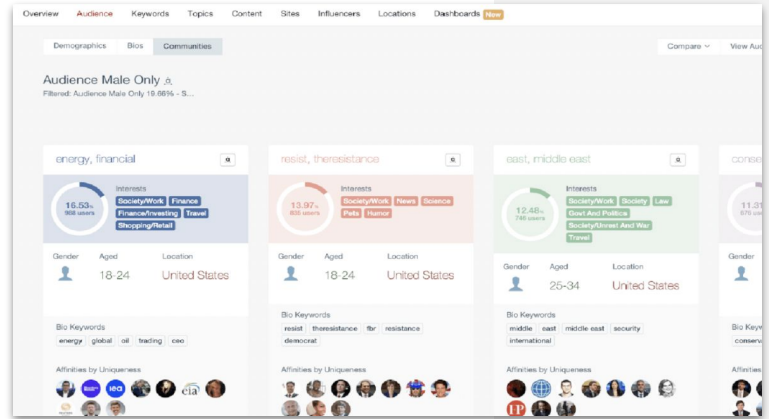 Overview Audience Keywords Topics Content Sites Influencers Locations Dashboards New
Demographics Bios Communities
Compare View Aud
Audience Male Only
Filtered: Audience Male Only 19.66% - S...
energy, financial
16.53%
Interests
Society/Work Finance
Finance/Investing Travel
Shopping/Retail
Gender Aged Location
18-24 United States
Bio Keywords
energy global oil trading ceo
Affinities by Uniqueness
iea
eia
resist, theresistance
13.97%
Interests
Society/Work News Science
Pets Humor
Gender Aged Location
18-24 United States
Bio Keywords
resist theresistance fbr resistance
democrat
Affinities by Uniqueness
east, middle east
12.48%
Interests
Society/Work Society Law
Govt And Politics
Society/Unrest And War
Travel
Gender Aged Location
25-34 United States
Bio Keywords
middle east middle east security
international
Affinities by Uniqueness
conse
11.31
Gender
Bio Keyw
conserv
Affinities